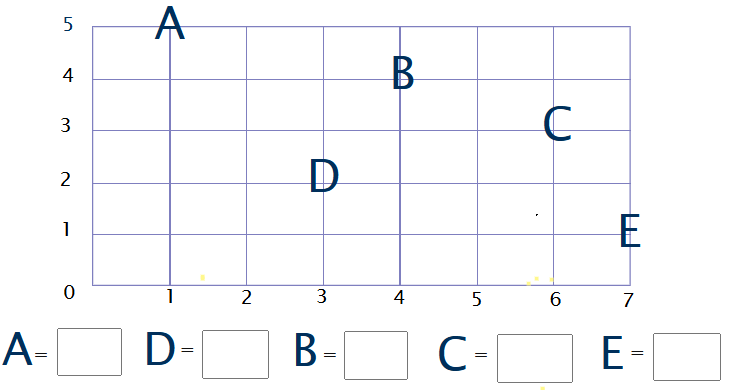 5 A
4 B
3 C
2 D
1 E
0 1 2 3 4 5 6 7
A= D= B= C= E=